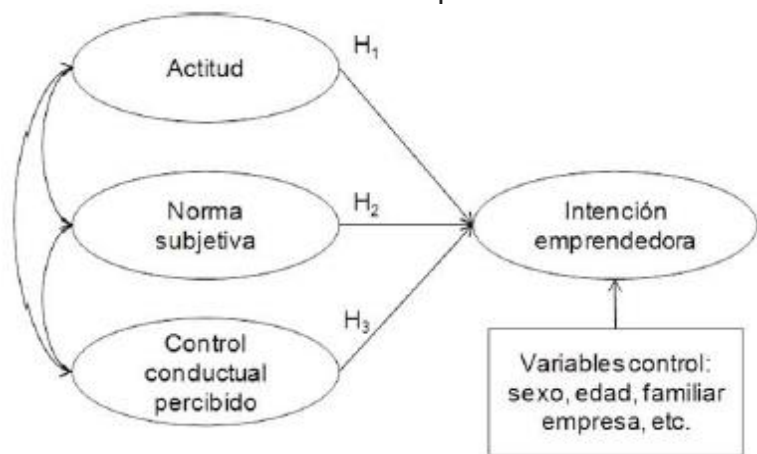 Actitud
H1
Norma
subjetiva
H2
Intención
emprendedora
Control
conductual
percibido
H3
Variables control:
sexo, edad, familiar
empresa, etc.